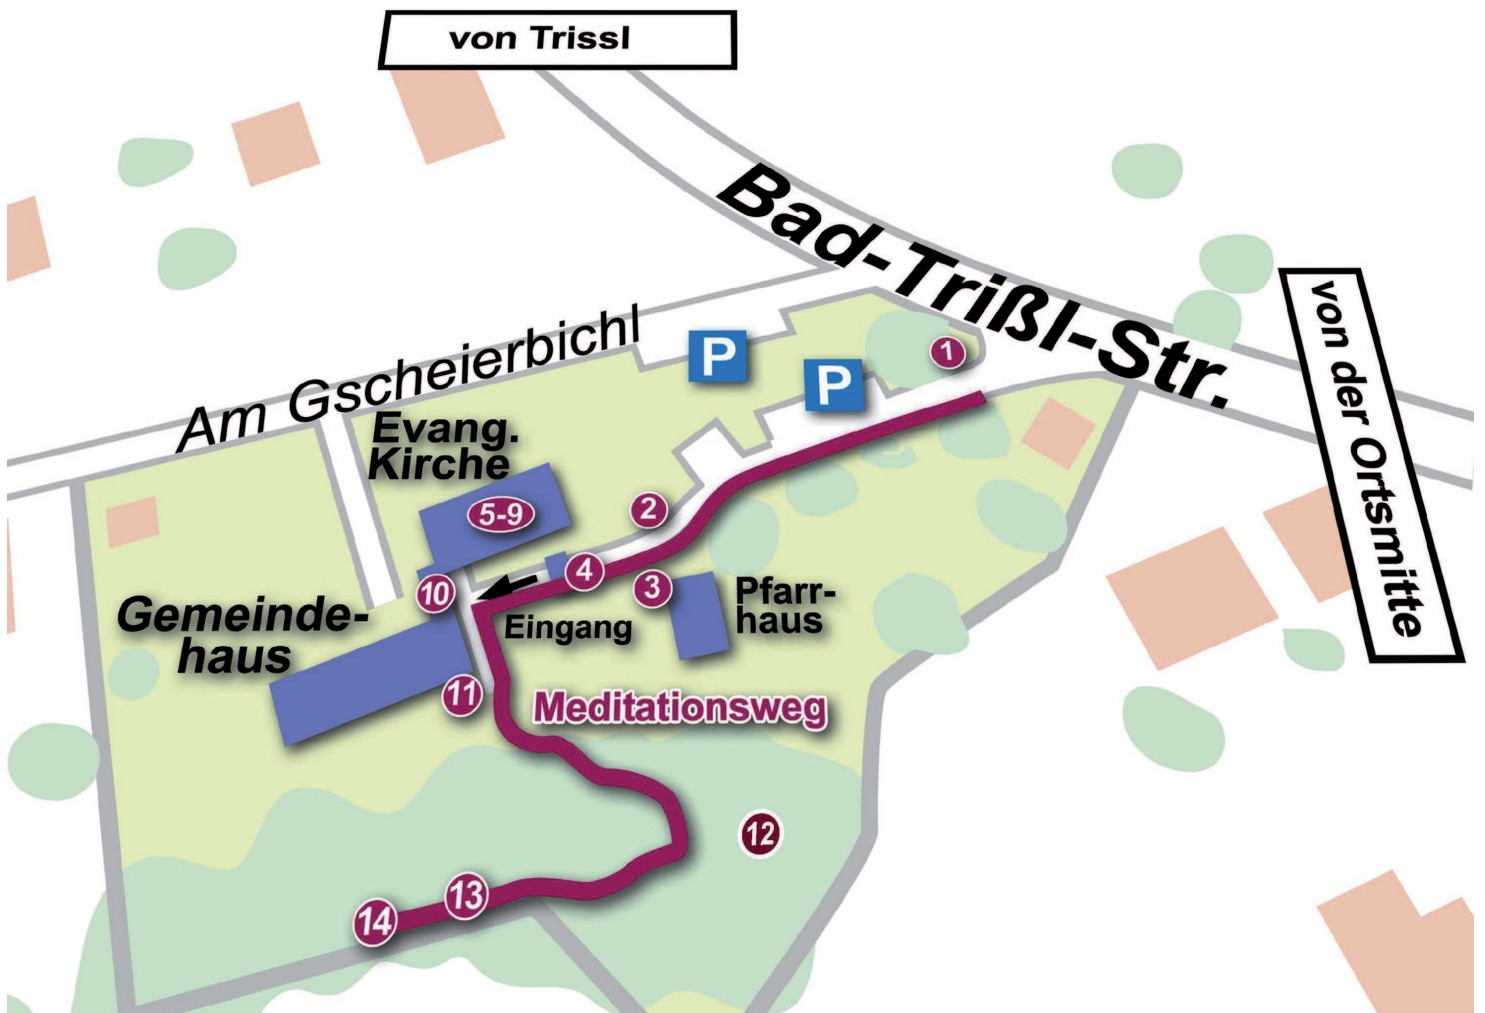 von Trissl
Bad-Trißl-Str.
von der Ortsmitte
Am Gscheierbichl
P
P
1
Evang.
Kirche
5-9
2
4
3
10
Eingang
Pfarr-
haus
Gemeinde-
haus
11
Meditationsweg
12
13
14